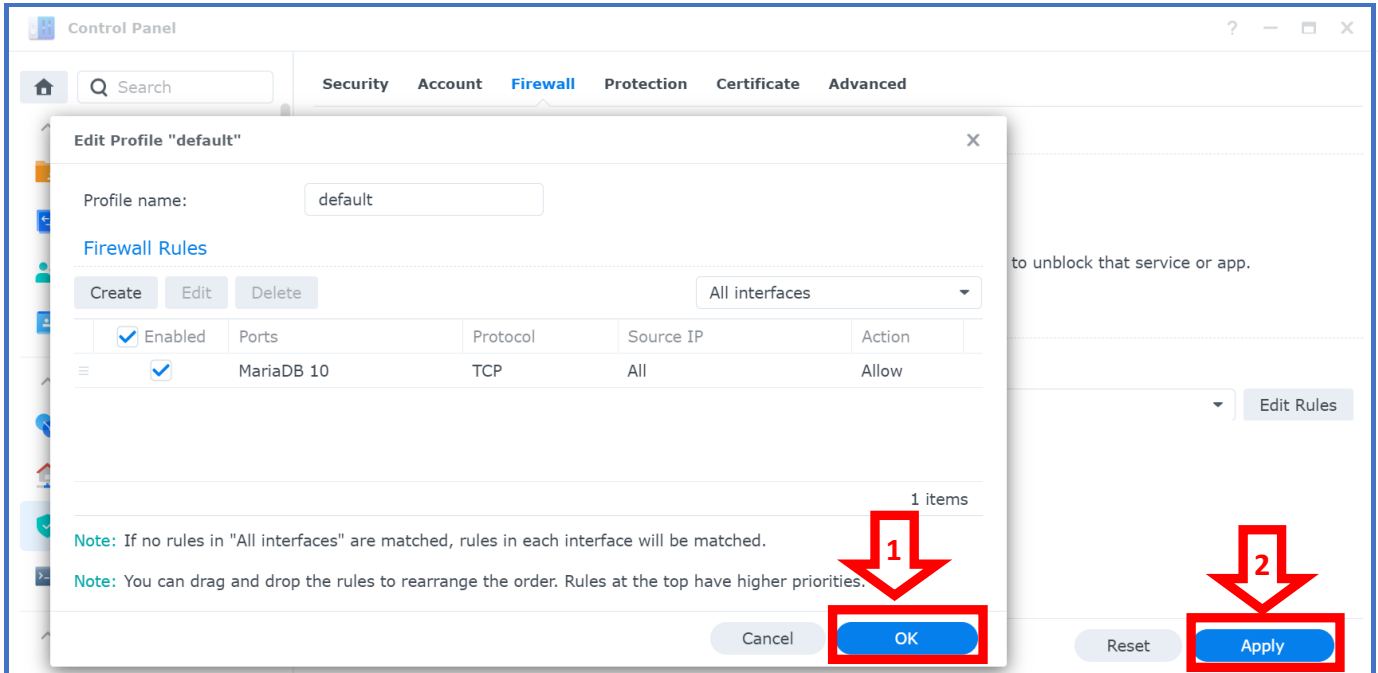 Control Panel
?
Search
Security Account Firewall Protection Certificate Advanced
Edit Profile "default"
Profile name: default
Firewall Rules
to unblock that service or app.
Create Edit Delete All interfaces
Enabled Ports Protocol Source IP Action
MariaDB 10 TCP All Allow
Edit Rules
1 items
Note: If no rules in "All interfaces" are matched, rules in each interface will be matched.
1
Note: You can drag and drop the rules to rearrange the order. Rules at the top have higher priorities.
2
Cancel OK
Reset Apply